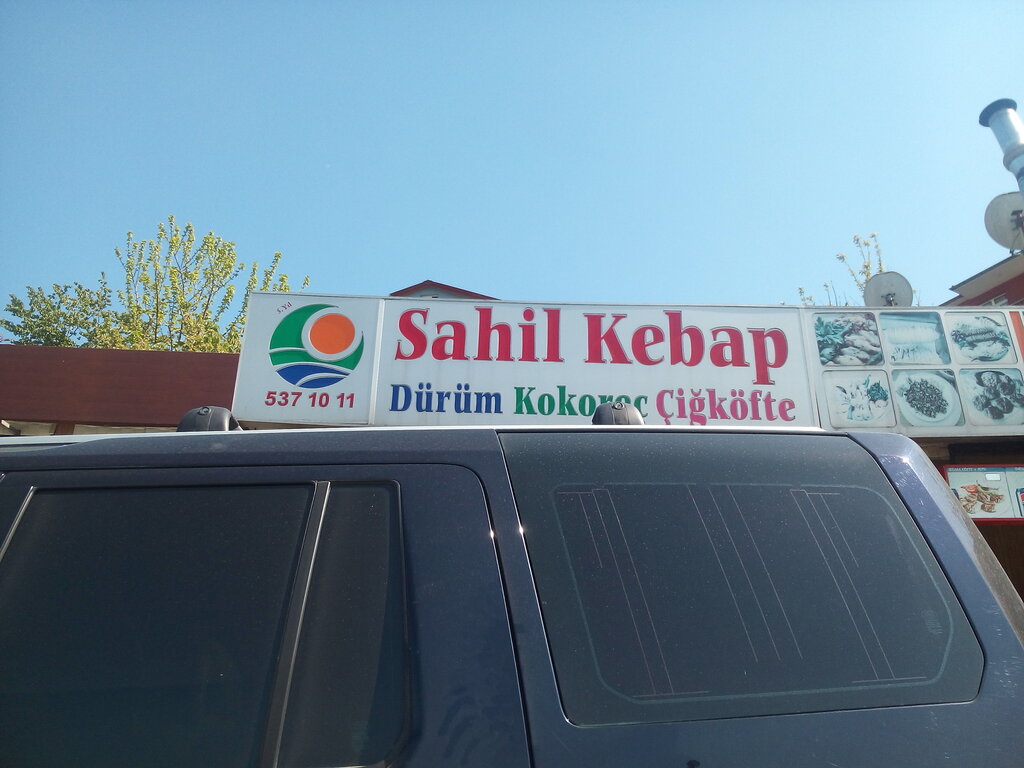 Sahil Kebap
Dürüm Kokoreç Çiğköfte
537 10 11